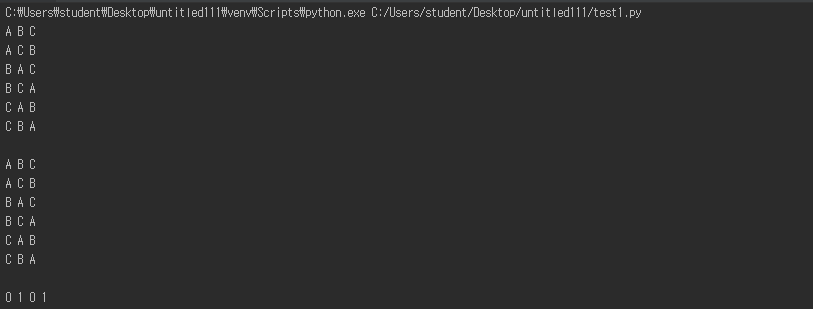 C:₩Users₩student₩Desktop₩untitled111₩venv₩Scripts₩python.exe C:/Users/student/Desktop/untitled111/test1.py
A B C
A C B
B A C
B C A
C A B
C B A
A B C
A C B
B A C
B C A
C A B
C B A
0 1 0 1